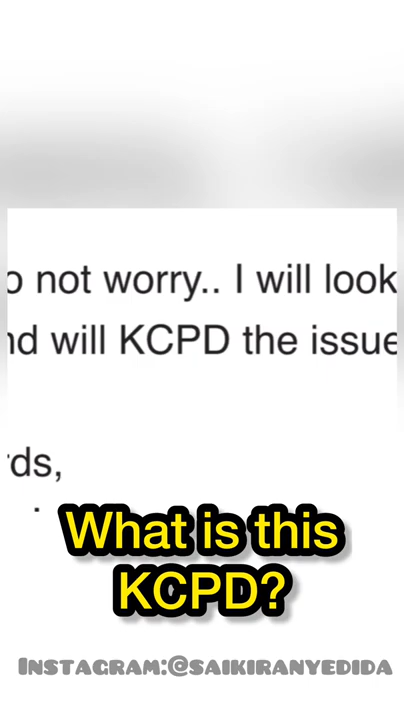 o not worry.. I will look
nd will KCPD the issue
rds,
What is this
KCPD?
INSTAGRAM:@SAIKIRANYEDIDA